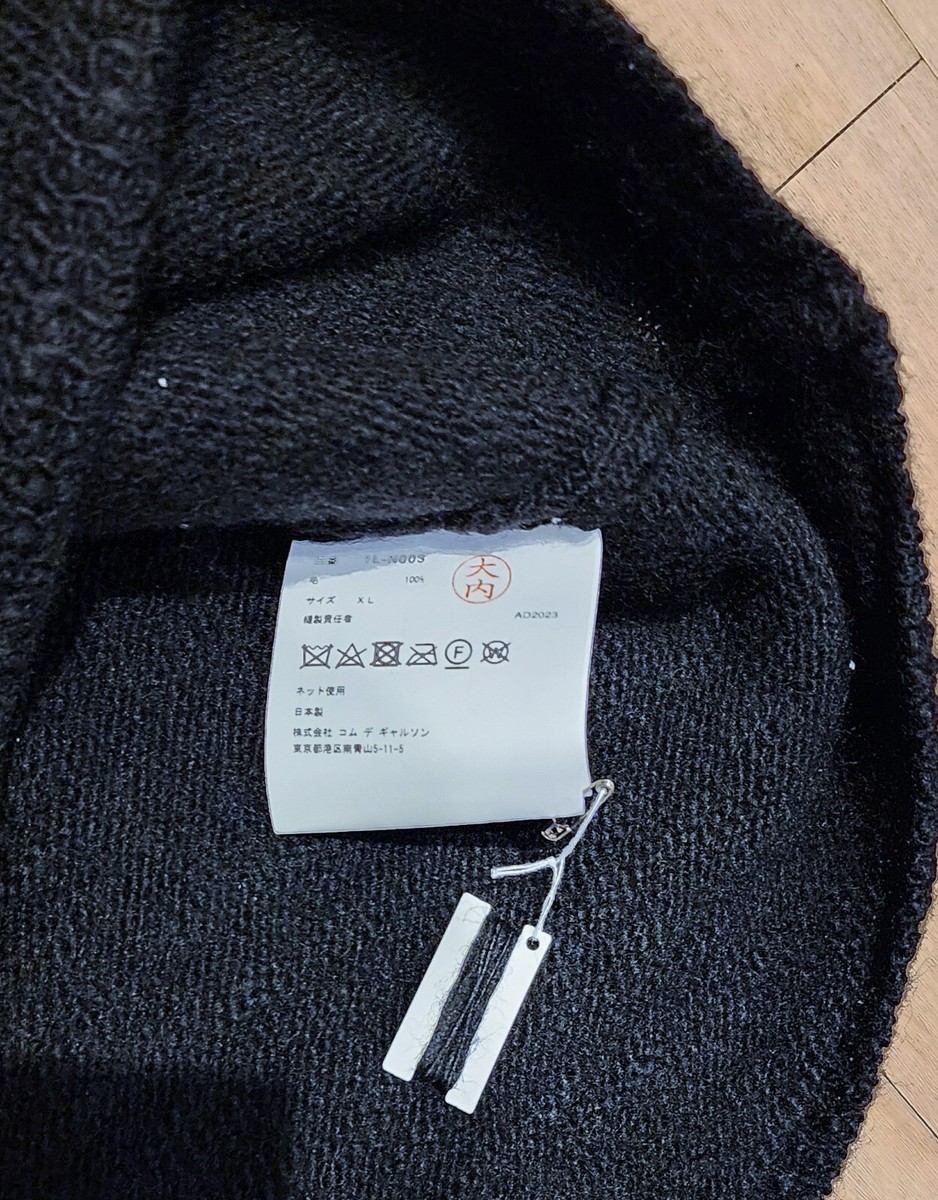 品番 1L-N003
毛 100%
大内
サイズ XL
縫製責任者 AD2023
F W
ネット使用
日本製
株式会社 コム デ ギャルソン
東京都港区南青山5-11-5